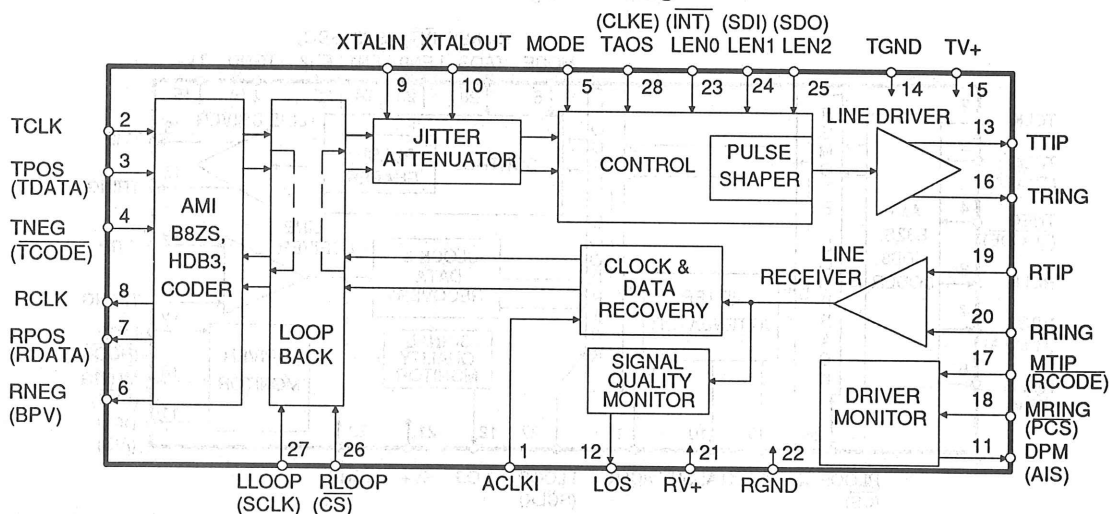 (CLKE) (INT) (SDI) (SDO)
XTALIN XTALOUT MODE TAOS LEN0 LEN1 LEN2 TGND TV+
9 10 5 28 23 24 25 14 15
TCLK 2
TPOS 3
(TDATA)
TNEG 4
(TCODE)
RCLK 8
RPOS 7
(RDATA)
RNEG 6
(BPV)
AMI
B8ZS,
HDB3,
CODER
LOOP
BACK
JITTER
ATTENUATOR
CONTROL
PULSE
SHAPER
LINE DRIVER
13 TTIP
16 TRING
CLOCK &
DATA
RECOVERY
LINE
RECEIVER
19 RTIP
20 RRING
SIGNAL
QUALITY
MONITOR
DRIVER
MONITOR
17 MTIP
(RCODE)
18 MRING
(PCS)
11 DPM
(AIS)
27 26 1 12 21 22
LLOOP RLOOP ACLKI LOS RV+ RGND
(SCLK) (CS)